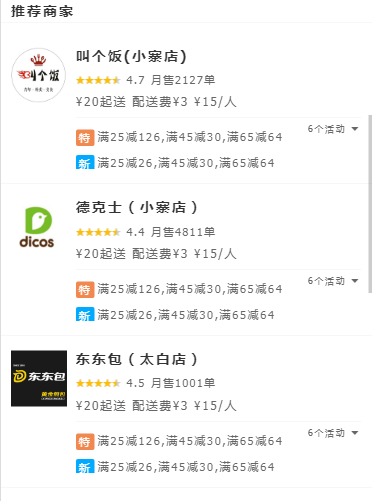 推荐商家
叫个饭
叫个饭(小寨店)
4.7 月售2127单
¥20起送 配送费¥3 ¥15/人
特 满25减126,满45减30,满65减64
6个活动
新 满25减26,满45减30,满65减64
dicos
德克士（小寨店）
4.4 月售4811单
¥20起送 配送费¥3 ¥15/人
特 满25减126,满45减30,满65减64
6个活动
新 满25减26,满45减30,满65减64
东东包
东东包（太白店）
4.5 月售1001单
¥20起送 配送费¥3 ¥15/人
特 满25减126,满45减30,满65减64
6个活动
新 满25减26,满45减30,满65减64